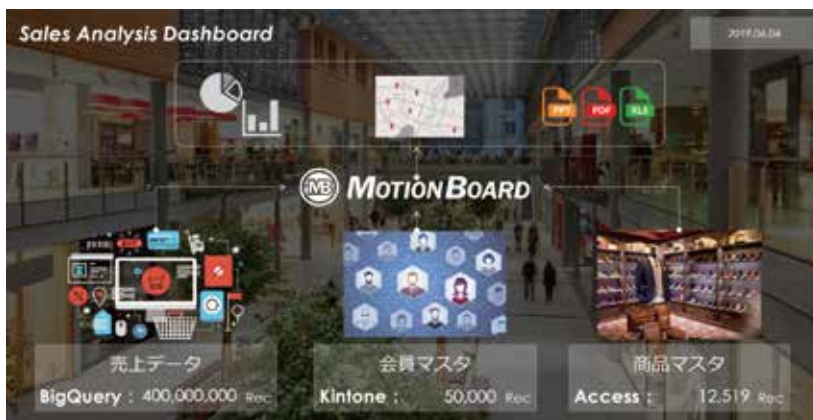 Sales Analysis Dashboard
2019.06.04
PPT
PDF
XLS
MB
MOTIONBOARD
売上データ
会員マスタ
商品マスタ
BigQuery : 400,000,000 Rec
Kintone : 50,000 Rec
Access : 12,519 Rec